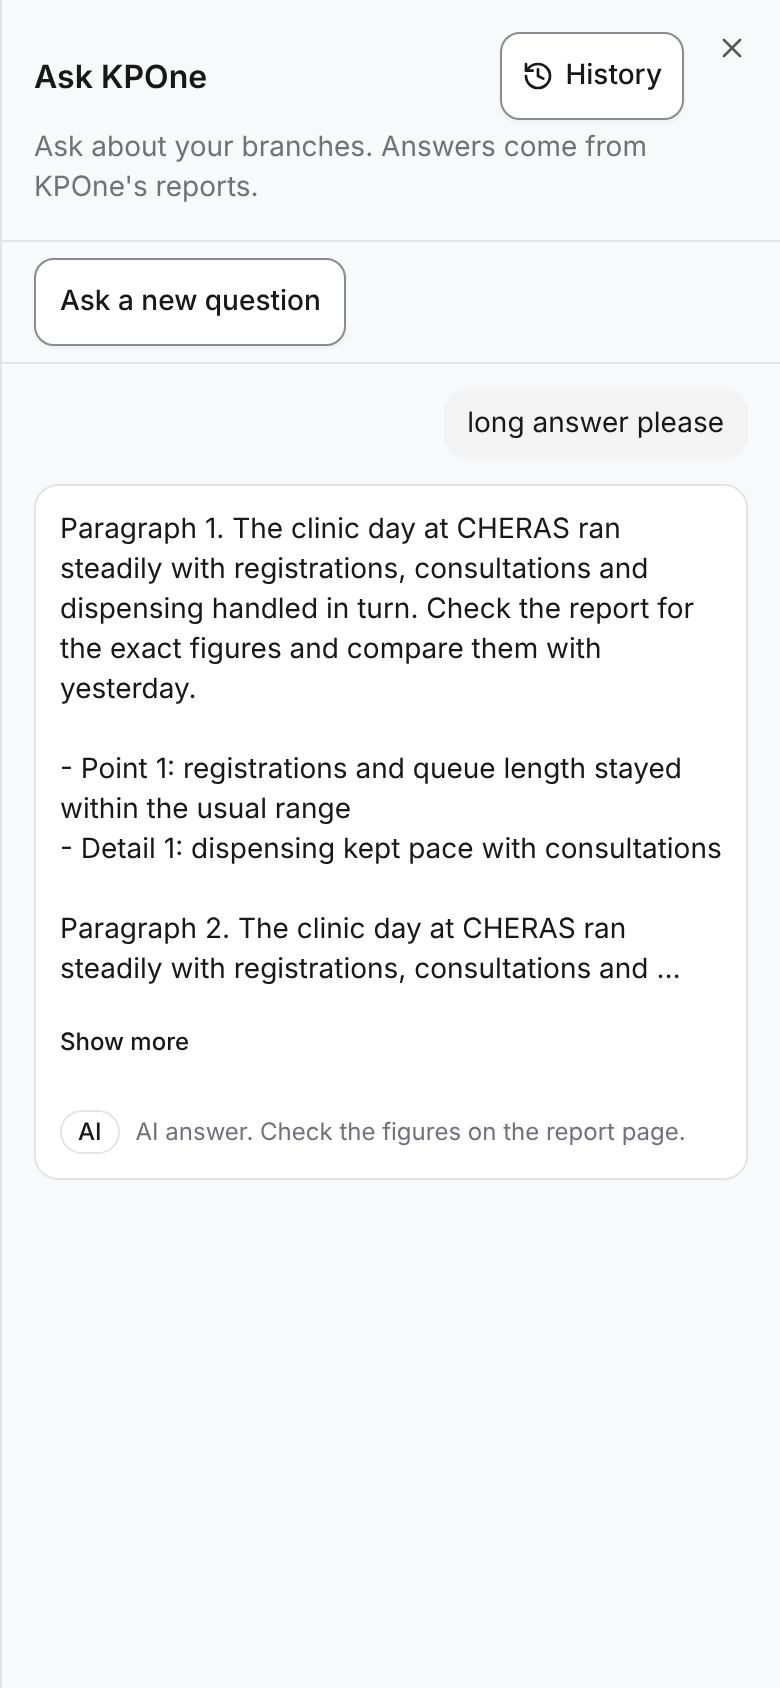 Ask KPOne
History
Ask about your branches. Answers come from
KPOne's reports.
Ask a new question
long answer please
Paragraph 1. The clinic day at CHERAS ran
steadily with registrations, consultations and
dispensing handled in turn. Check the report for
the exact figures and compare them with
yesterday.
- Point 1: registrations and queue length stayed
within the usual range
- Detail 1: dispensing kept pace with consultations
Paragraph 2. The clinic day at CHERAS ran
steadily with registrations, consultations and ...
Show more
AI
AI answer. Check the figures on the report page.